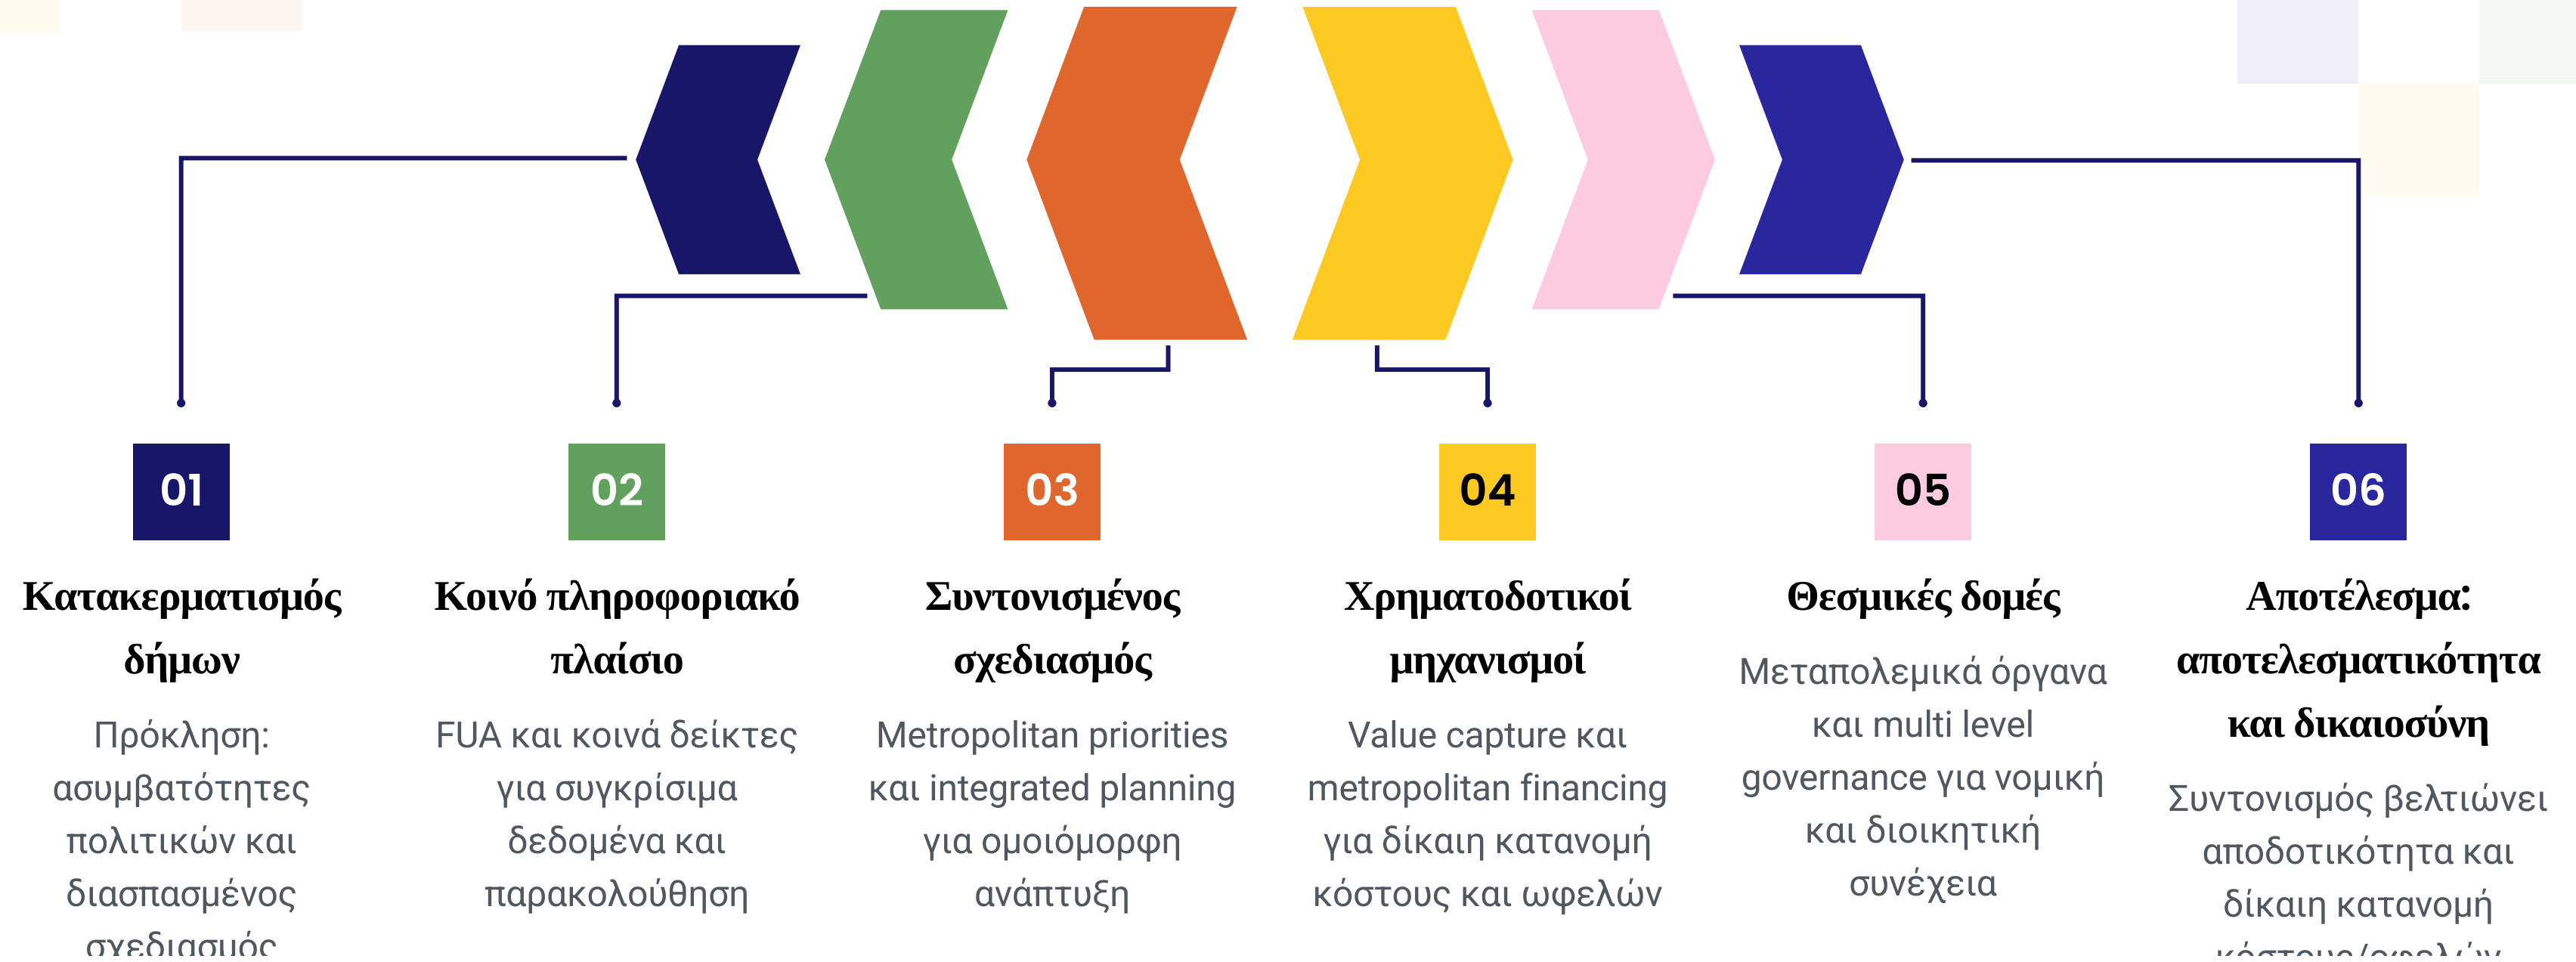 01
Κατακερματισμός
δήμων
Πρόκληση:
ασυμβατότητες
πολιτικών και
διασπασμένος
σχεδιασμός
02
Κοινό πληροφοριακό
πλαίσιο
FUA και κοινά δείκτες
για συγκρίσιμα
δεδομένα και
παρακολούθηση
03
Συντονισμένος
σχεδιασμός
Metropolitan priorities
και integrated planning
για ομοιόμορφη
ανάπτυξη
04
Χρηματοδοτικοί
μηχανισμοί
Value capture και
metropolitan financing
για δίκαιη κατανομή
κόστους και ωφελών
05
Θεσμικές δομές
Μεταπολεμικά όργανα
και multi level
governance για νομική
και διοικητική
συνέχεια
06
Αποτέλεσμα:
αποτελεσματικότητα
και δικαιοσύνη
Συντονισμός βελτιώνει
αποδοτικότητα και
δίκαιη κατανομή